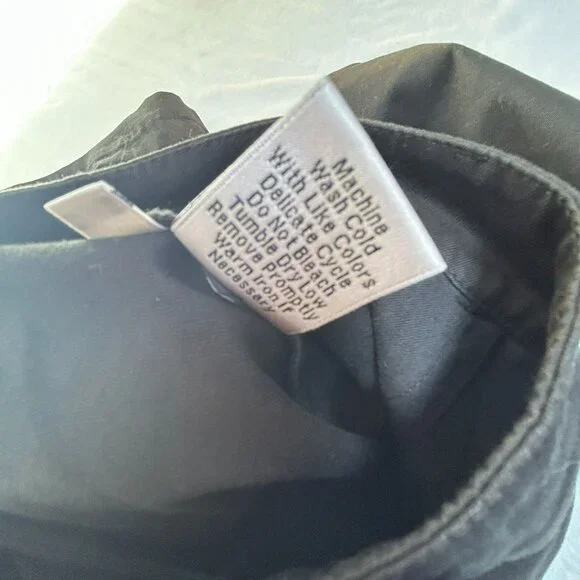 Machine
Wash Cold
With Like Colors
Delicate Cycle
Do Not Bleach
Tumble Dry Low
Remove Promptly
Warm Iron If
Necessary